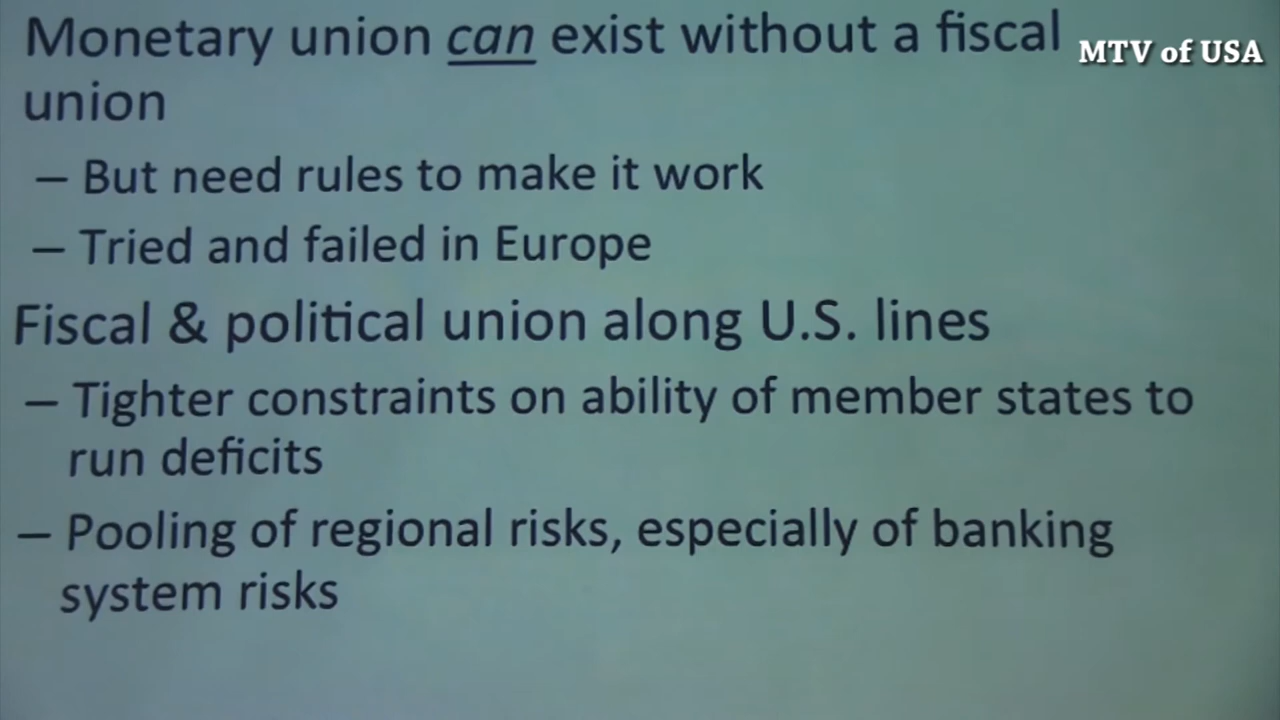 Monetary union can exist without a fiscal
union
MTV of USA
– But need rules to make it work
– Tried and failed in Europe
Fiscal & political union along U.S. lines
– Tighter constraints on ability of member states to
run deficits
– Pooling of regional risks, especially of banking
system risks